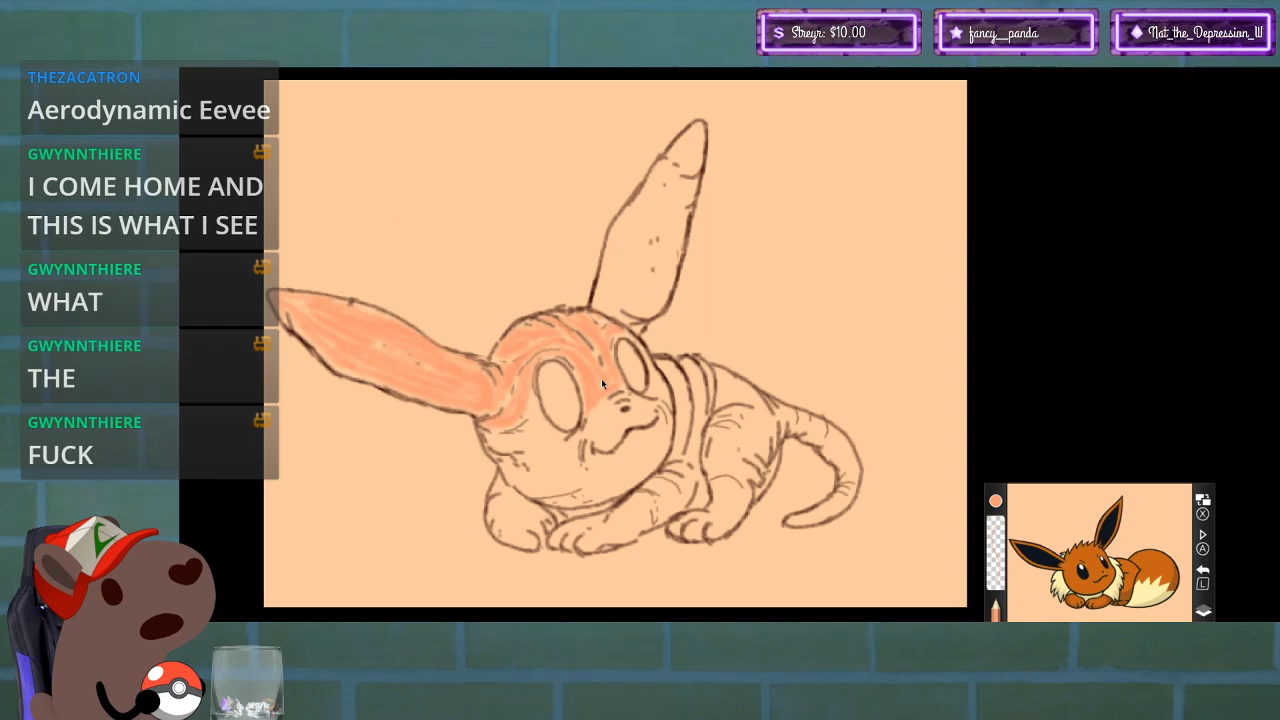 Streyr: $10.00
fancy__panda
Nat_the_Depression_W
THEZACATRON
Aerodynamic Eevee
GWYNNTHIERE
I COME HOME AND
THIS IS WHAT I SEE
GWYNNTHIERE
WHAT
GWYNNTHIERE
THE
GWYNNTHIERE
FUCK
X
A
L